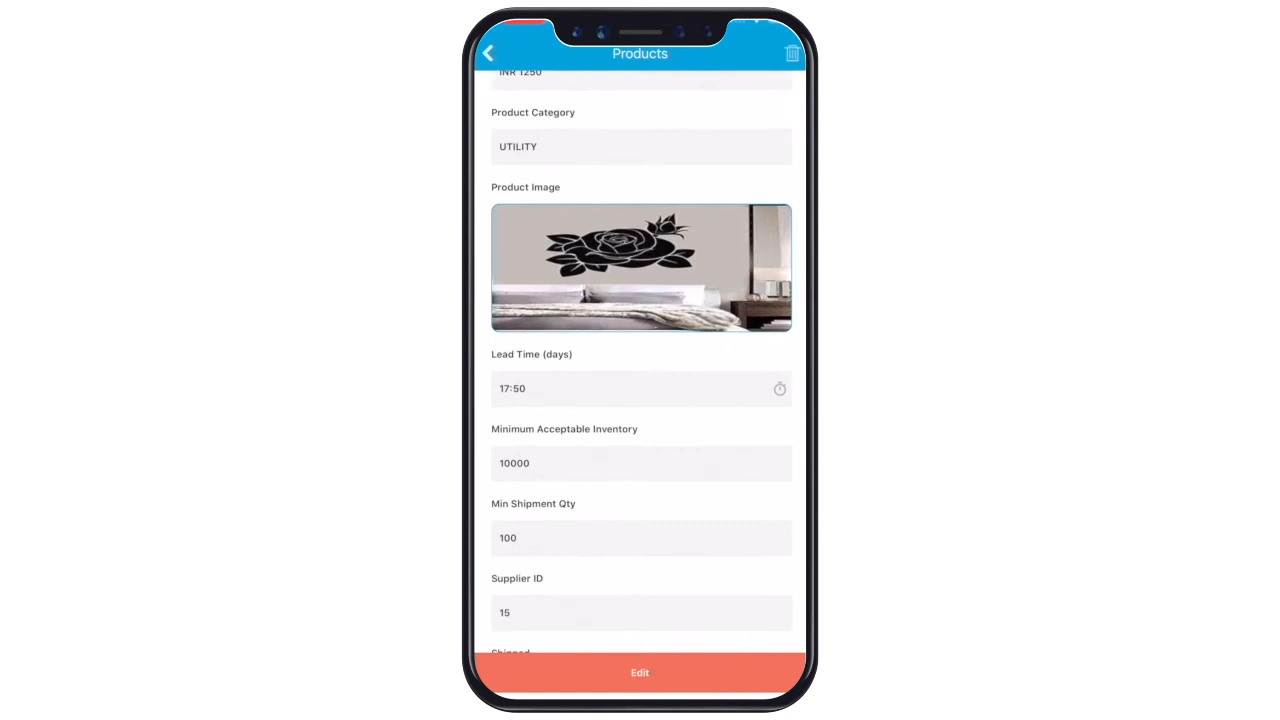 Products
INR 1250
Product Category
UTILITY
Product Image
Lead Time (days)
17:50
Minimum Acceptable Inventory
10000
Min Shipment Qty
100
Supplier ID
15
Shipped
Edit